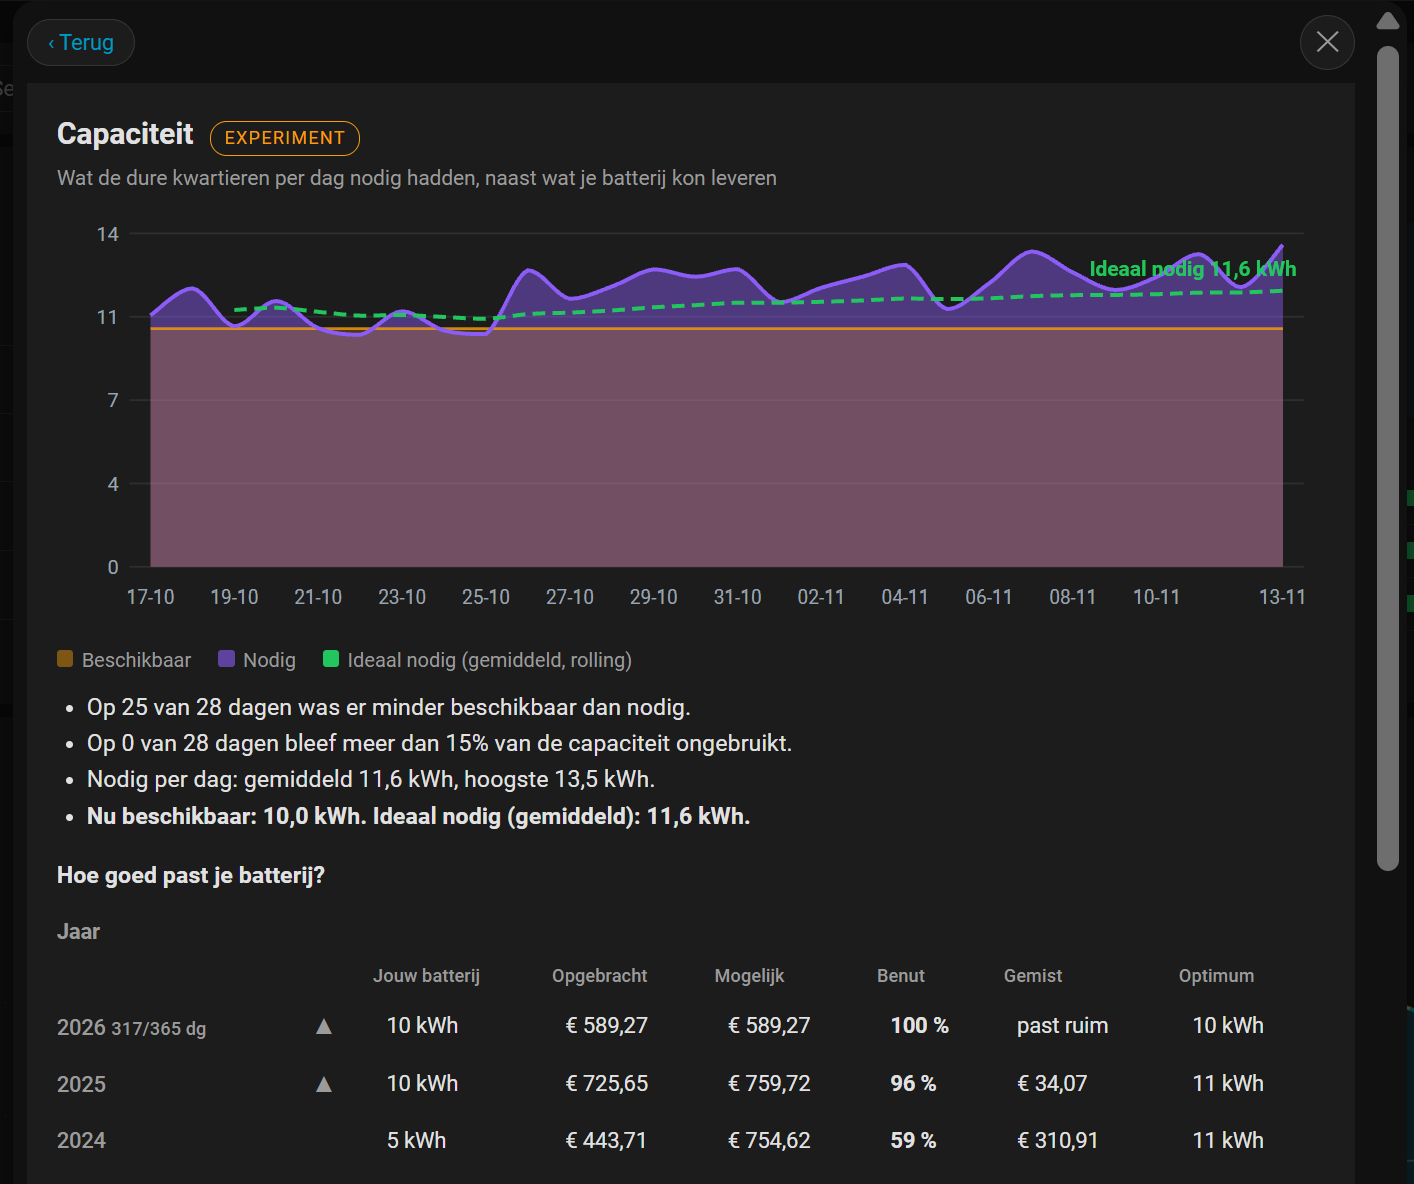 ‹ Terug
Capaciteit EXPERIMENT
Wat de dure kwartieren per dag nodig hadden, naast wat je batterij kon leveren
14
11
7
4
0
Ideaal nodig 11,6 kWh
17-10 19-10 21-10 23-10 25-10 27-10 29-10 31-10 02-11 04-11 06-11 08-11 10-11 13-11
Beschikbaar Nodig Ideaal nodig (gemiddeld, rolling)
• Op 25 van 28 dagen was er minder beschikbaar dan nodig.
• Op 0 van 28 dagen bleef meer dan 15% van de capaciteit ongebruikt.
• Nodig per dag: gemiddeld 11,6 kWh, hoogste 13,5 kWh.
• Nu beschikbaar: 10,0 kWh. Ideaal nodig (gemiddeld): 11,6 kWh.
Hoe goed past je batterij?
Jaar
Jouw batterij Opgebracht Mogelijk Benut Gemist Optimum
2026 317/365 dg ▲ 10 kWh € 589,27 € 589,27 100 % past ruim 10 kWh
2025 ▲ 10 kWh € 725,65 € 759,72 96 % € 34,07 11 kWh
2024 5 kWh € 443,71 € 754,62 59 % € 310,91 11 kWh